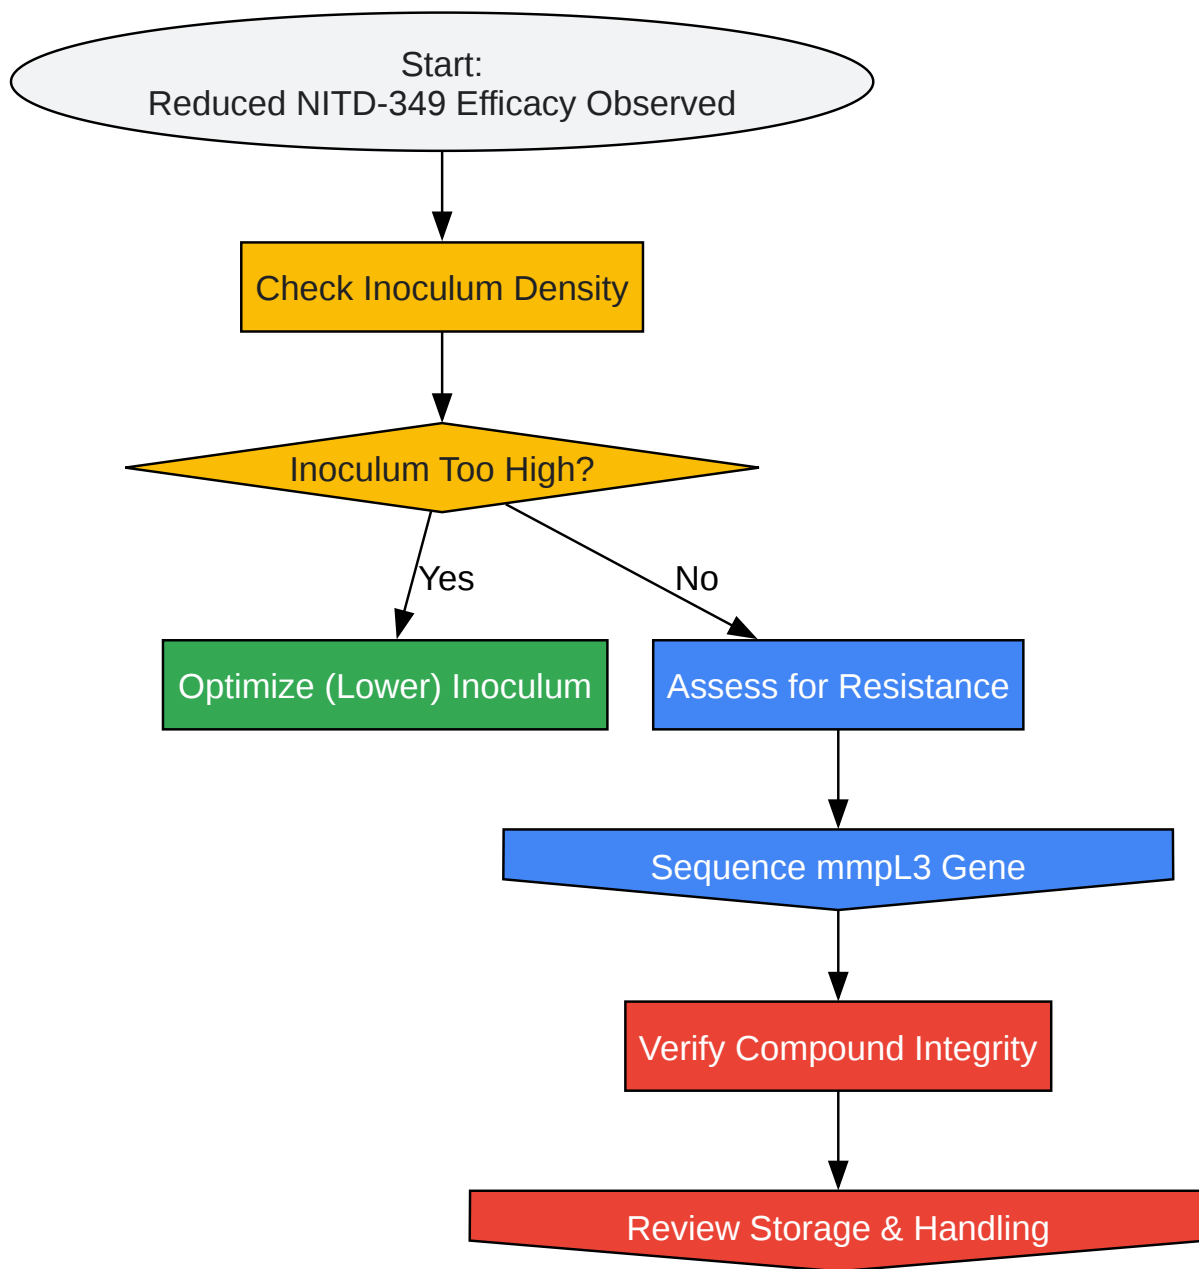 Start:
Reduced NITD-349 Efficacy Observed
Check Inoculum Density
Inoculum Too High?
Yes
No
Optimize (Lower) Inoculum
Assess for Resistance
Sequence mmpL3 Gene
Verify Compound Integrity
Review Storage & Handling